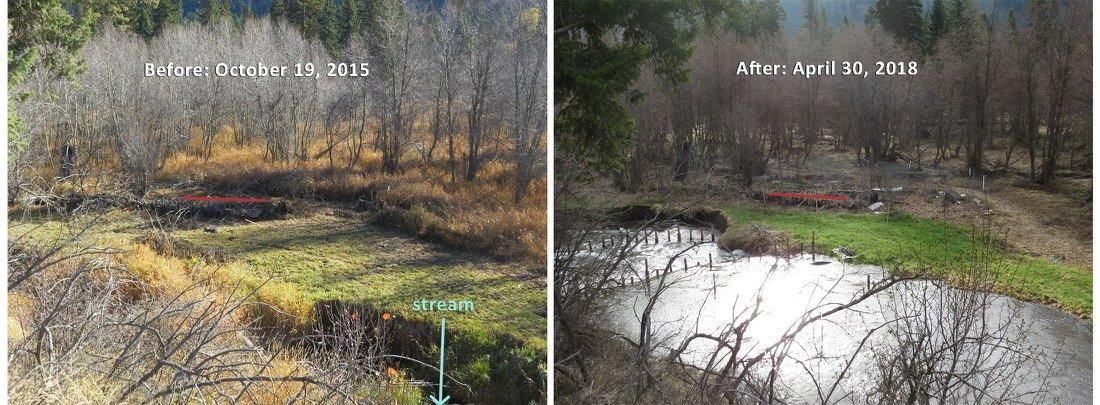 Before: October 19, 2015
After: April 30, 2018
stream